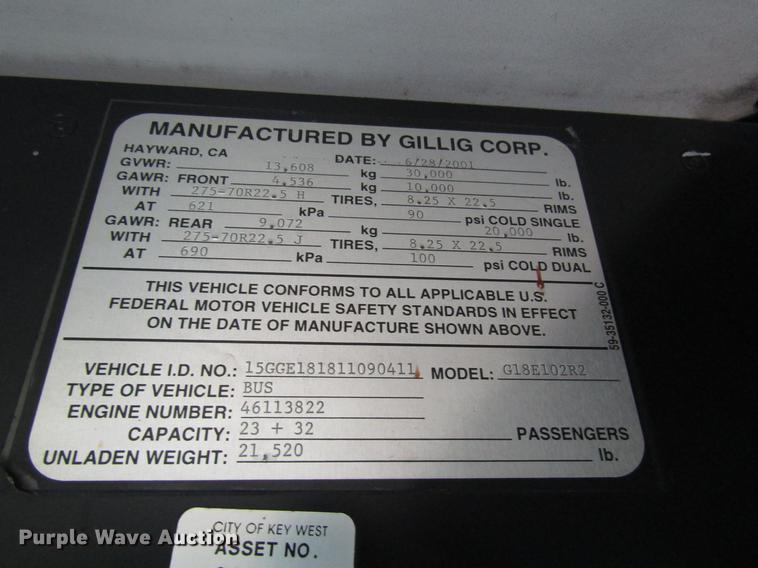 MANUFACTURED BY GILLIG CORP.
HAYWARD, CA DATE: 6/28/2001
GVWR: 13,608 kg 30,000 lb.
GAWR: FRONT 4,536 kg 10,000 lb.
WITH 275-70R22.5 H TIRES, 8.25 X 22.5 RIMS
AT 621 kPa 90 psi COLD SINGLE
GAWR: REAR 9,072 kg 20,000 lb.
WITH 275-70R22.5 J TIRES, 8.25 X 22.5 RIMS
AT 690 kPa 100 psi COLD DUAL
THIS VEHICLE CONFORMS TO ALL APPLICABLE U.S.
FEDERAL MOTOR VEHICLE SAFETY STANDARDS IN EFFECT
ON THE DATE OF MANUFACTURE SHOWN ABOVE.
59-35132-000 C
VEHICLE I.D. NO.: 15GGE181811090411 MODEL: G18E102R2
TYPE OF VEHICLE: BUS
ENGINE NUMBER: 46113822
CAPACITY: 23 + 32 PASSENGERS
UNLADEN WEIGHT: 21,520 lb.
CITY OF KEY WEST
ASSET NO.
Purple Wave Auction